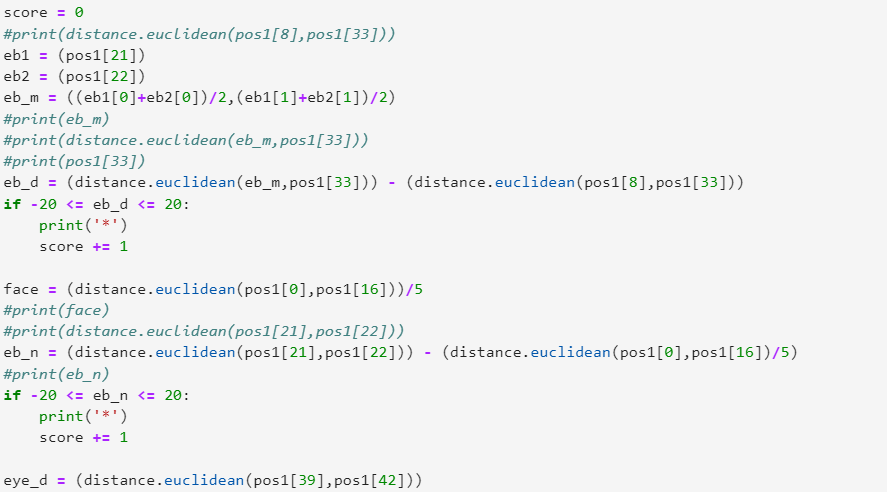 score = 0
#print(distance.euclidean(pos1[8],pos1[33]))
eb1 = (pos1[21])
eb2 = (pos1[22])
eb_m = ((eb1[0]+eb2[0])/2,(eb1[1]+eb2[1])/2)
#print(eb_m)
#print(distance.euclidean(eb_m,pos1[33]))
#print(pos1[33])
eb_d = (distance.euclidean(eb_m,pos1[33])) - (distance.euclidean(pos1[8],pos1[33]))
if -20 <= eb_d <= 20:
    print('*')
    score += 1

face = (distance.euclidean(pos1[0],pos1[16]))/5
#print(face)
#print(distance.euclidean(pos1[21],pos1[22]))
eb_n = (distance.euclidean(pos1[21],pos1[22])) - (distance.euclidean(pos1[0],pos1[16])/5)
#print(eb_n)
if -20 <= eb_n <= 20:
    print('*')
    score += 1

eye_d = (distance.euclidean(pos1[39],pos1[42]))